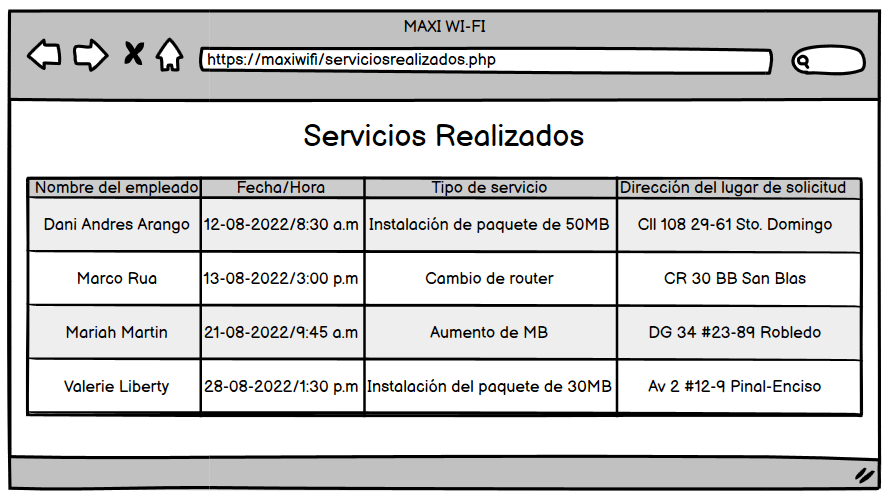 MAXI WI-FI
https://maxiwifi/serviciosrealizados.php
Servicios Realizados
Nombre del empleado Fecha/Hora Tipo de servicio Dirección del lugar de solicitud
Dani Andres Arango 12-08-2022/8:30 a.m Instalación de paquete de 50MB Cll 108 29-61 Sto. Domingo
Marco Rua 13-08-2022/3:00 p.m Cambio de router CR 30 BB San Blas
Mariah Martin 21-08-2022/9:45 a.m Aumento de MB DG 34 #23-89 Robledo
Valerie Liberty 28-08-2022/1:30 p.m Instalación del paquete de 30MB Av 2 #12-9 Pinal-Enciso